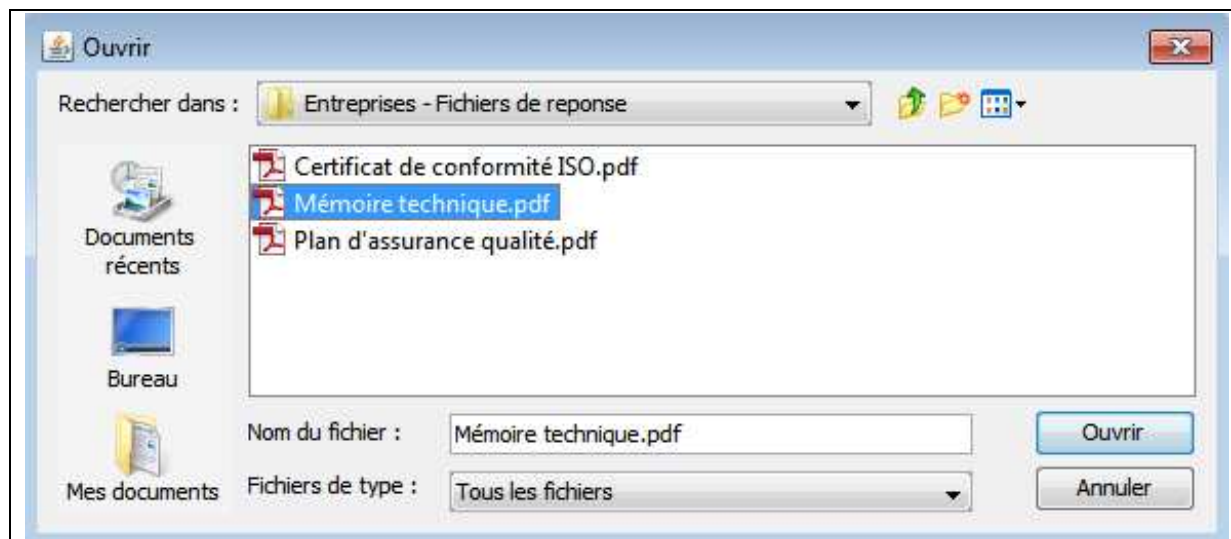 Ouvrir
Rechercher dans :
Entreprises - Fichiers de reponse
Certificat de conformité ISO.pdf
Mémoire technique.pdf
Plan d'assurance qualité.pdf
Documents
récents
Bureau
Mes documents
Nom du fichier :
Mémoire technique.pdf
Ouvrir
Fichiers de type :
Tous les fichiers
Annuler